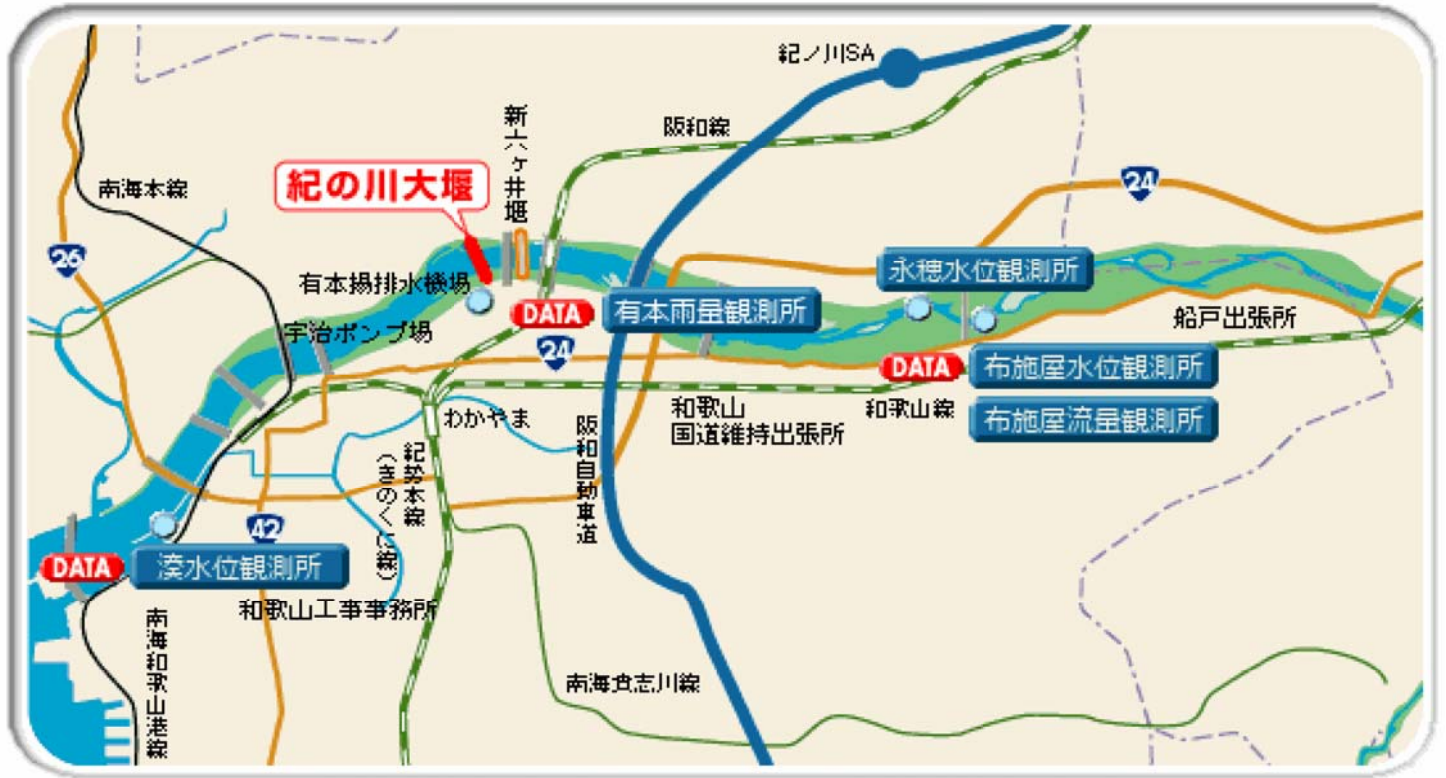 紀ノ川SA
阪和線
新六ヶ井堰
紀の川大堰
南海本線
24
26
永穂水位観測所
有本揚排水機場
DATA
有本雨量観測所
船戸出張所
宇治ポンプ場
24
DATA
布施屋水位観測所
わかやま
和歌山
国道維持出張所
和歌山線
布施屋流量観測所
阪和自動車道
紀勢本線
(きのくに線)
42
DATA
湊水位観測所
和歌山工事事務所
南海和歌山港線
南海貴志川線